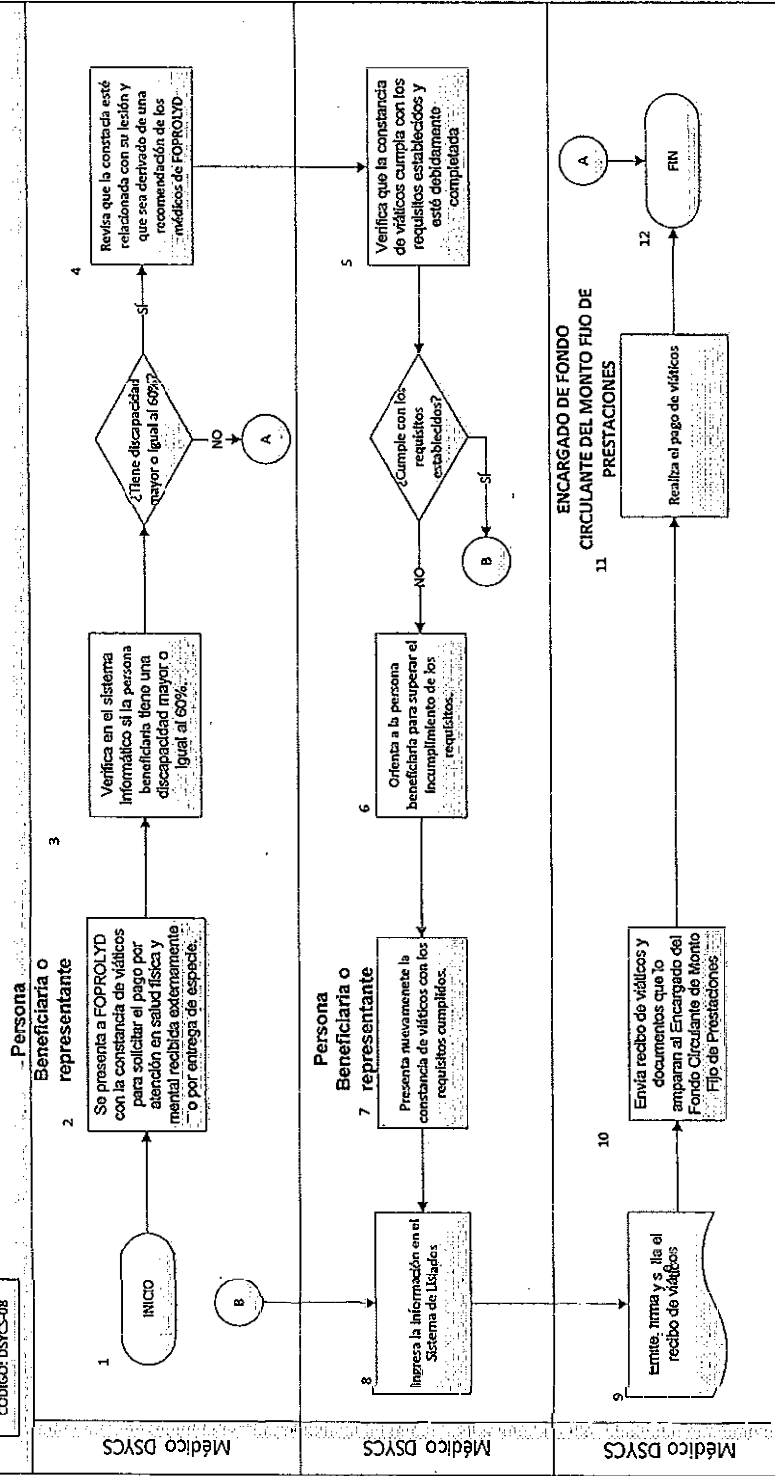 CODIGO: DSYCS-08
Médico DSYCS
Persona
Beneficiaria o
representante
1
INICIO
2
Se presenta a FOPROLYD
con la constancia de viáticos
para solicitar el pago por
atención en salud física y
mental recibida externamente
o por entrega de especie.
3
Verifica en el sistema
Informático si la persona
beneficiaria tiene una
discapacidad mayor o
igual al 60%.
¿Tiene discapacidad
mayor o igual al 60%?
SÍ
NO
A
4
Revisa que la constacia esté
relacionada con su lesión y
que sea derivado de una
recomendación de los
médicos de FOPROLYD
Médico DSYCS
5
Verifica que la constancia
de viáticos cumpla con los
requisitos establecidos y
esté debidamente
completada
¿Cumple con los
requisitos
establecidos?
NO
SÍ
B
6
Orienta a la persona
beneficiaria para superar el
incumplimiento de los
requisitos.
Persona
Beneficiaria o
representante
7
Presenta nuevamenete la
constancia de viáticos con los
requisitos cumplidos.
B
8
Ingresa la información en el
Sistema de Listados
Médico DSYCS
9
Emite, firma y s lla el
recibo de viáticos
10
Envía recibo de viáticos y
documentos que lo
amparan al Encargado del
Fondo Circulante de Monto
Fijo de Prestaciones
ENCARGADO DE FONDO
CIRCULANTE DEL MONTO FIJO DE
PRESTACIONES
11
Realiza el pago de viáticos
A
12
FIN